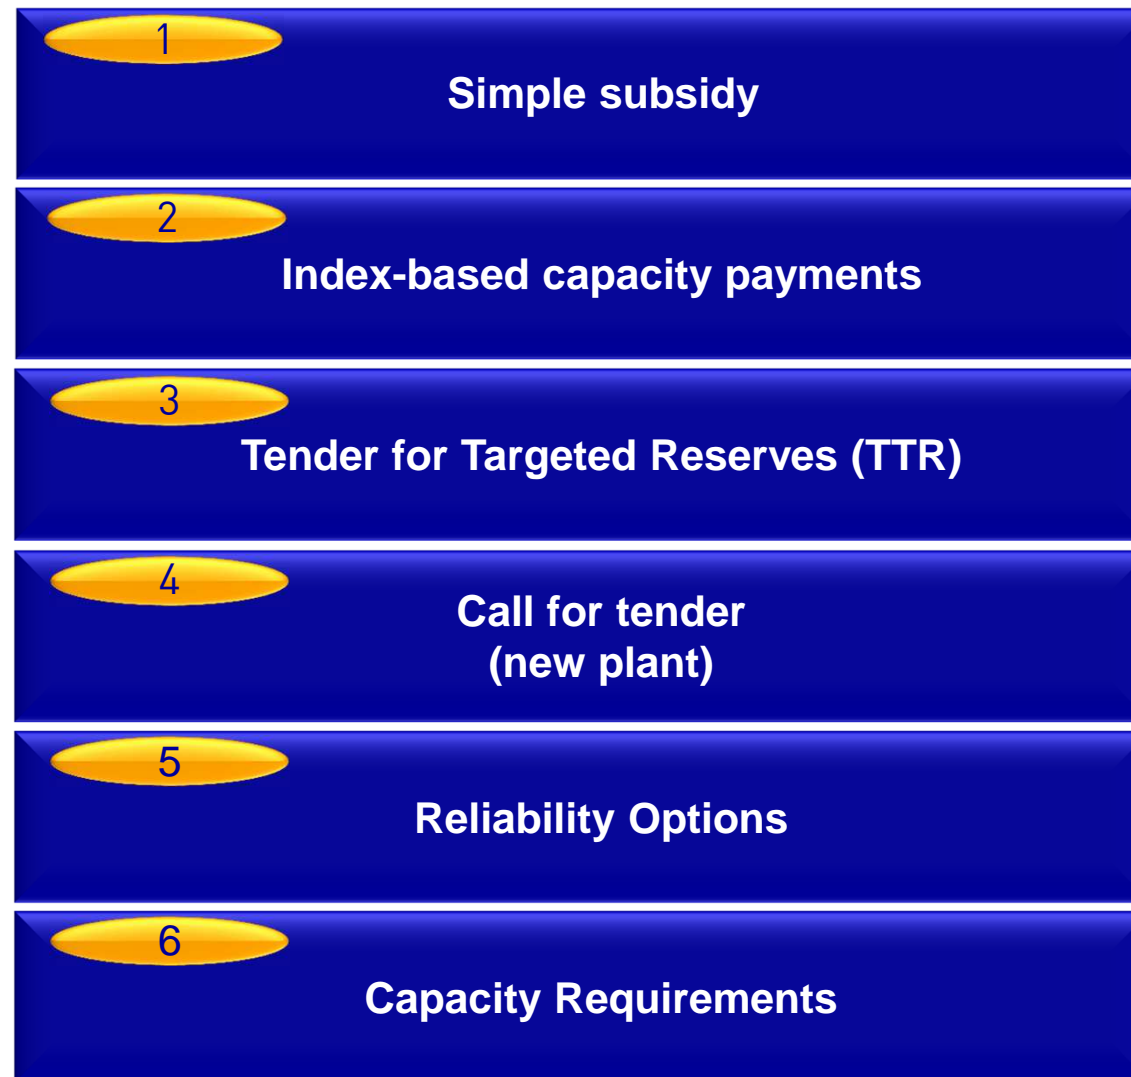 1
Simple subsidy
2
Index-based capacity payments
3
Tender for Targeted Reserves (TTR)
4
Call for tender
(new plant)
5
Reliability Options
6
Capacity Requirements